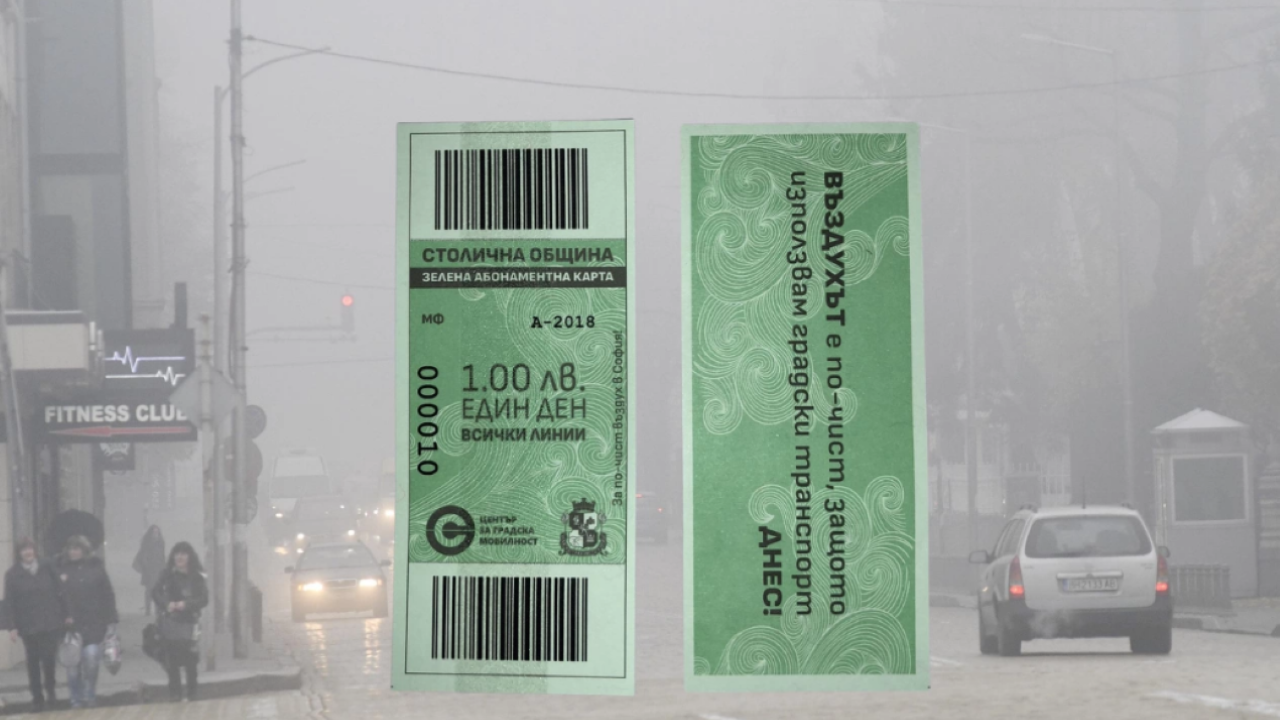 FITNESS CLUB
СТОЛИЧНА ОБЩИНА
ЗЕЛЕНА АБОНАМЕНТНА КАРТА
МФ
А-2018
000010
1.00 лв.
ЕДИН ДЕН
ВСИЧКИ ЛИНИИ
За по-чист въздух в София!
ЦЕНТЪР
ЗА ГРАДСКА
МОБИЛНОСТ
ВЪЗДУХЪТ е по-чист, защото
използвам градски транспорт
ДНЕС!